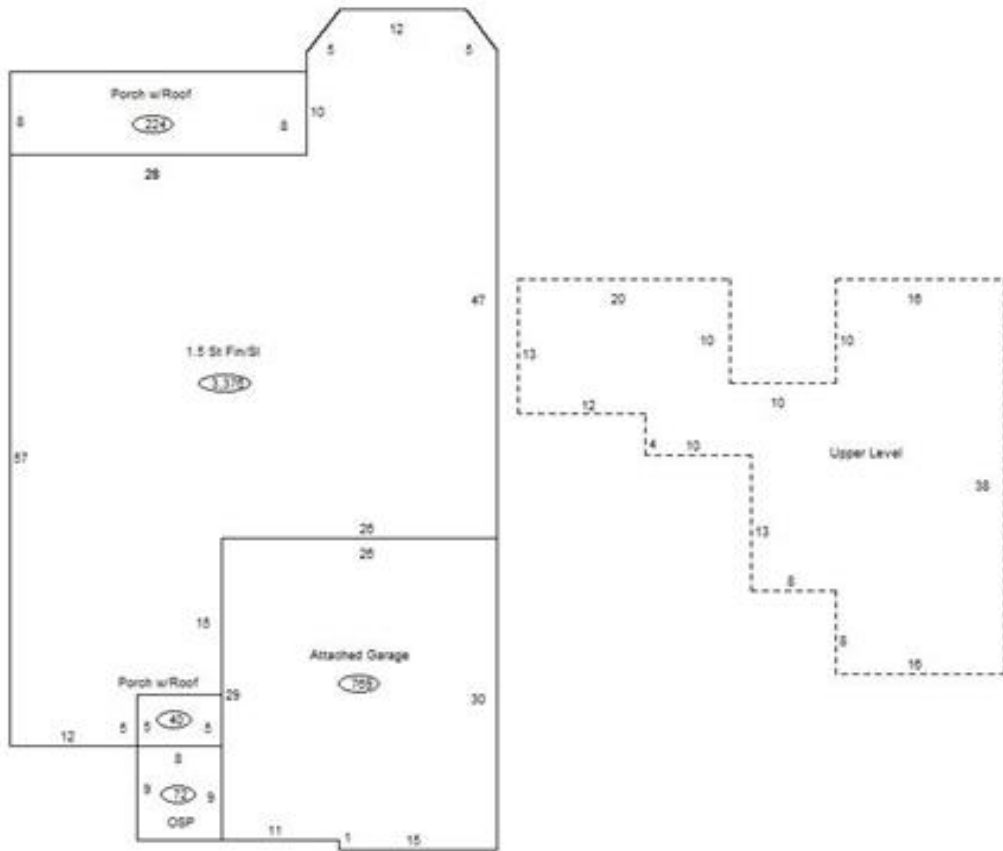 12
5 5
Porch w/Roof
8 224 8 10
28
47
20 16
13 10 10
1.5 St Fin/Sl
3,376
12 10
4 10
Upper Level
57
38
26
13
26
8
15
8
Attached Garage
16
769
Porch w/Roof
29 30
40
12 5 5 5
8
9 72 9
OSP
11 1 15